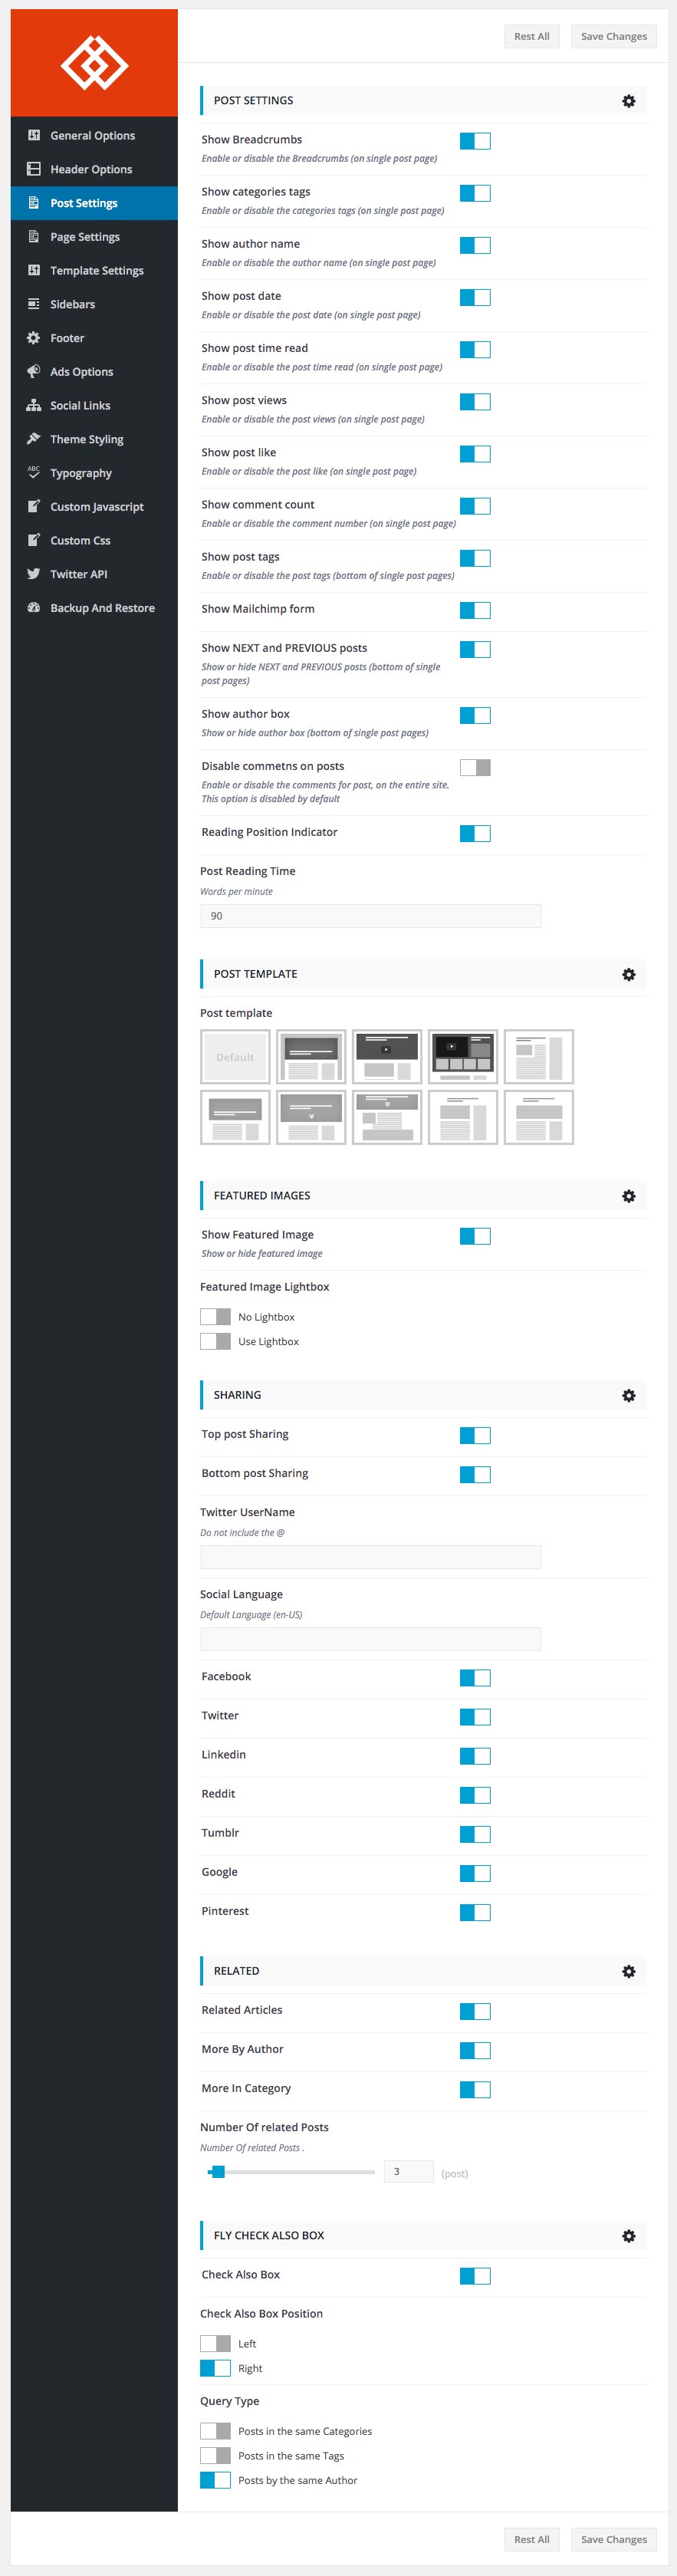 Rest All
Save Changes
General Options
Header Options
Post Settings
Page Settings
Template Settings
Sidebars
Footer
Ads Options
Social Links
Theme Styling
ABC
Typography
Custom Javascript
Custom Css
Twitter API
Backup And Restore
POST SETTINGS
Show Breadcrumbs
Enable or disable the Breadcrumbs (on single post page)
Show categories tags
Enable or disable the categories tags (on single post page)
Show author name
Enable or disable the author name (on single post page)
Show post date
Enable or disable the post date (on single post page)
Show post time read
Enable or disable the post time read (on single post page)
Show post views
Enable or disable the post views (on single post page)
Show post like
Enable or disable the post like (on single post page)
Show comment count
Enable or disable the comment number (on single post page)
Show post tags
Enable or disable the post tags (bottom of single post pages)
Show Mailchimp form
Show NEXT and PREVIOUS posts
Show or hide NEXT and PREVIOUS posts (bottom of single
post pages)
Show author box
Show or hide author box (bottom of single post pages)
Disable commetns on posts
Enable or disable the comments for post, on the entire site.
This option is disabled by default
Reading Position Indicator
Post Reading Time
Words per minute
90
POST TEMPLATE
Post template
Default
FEATURED IMAGES
Show Featured Image
Show or hide featured image
Featured Image Lightbox
No Lightbox
Use Lightbox
SHARING
Top post Sharing
Bottom post Sharing
Twitter UserName
Do not include the @
Social Language
Default Language (en-US)
Facebook
Twitter
Linkedin
Reddit
Tumblr
Google
Pinterest
RELATED
Related Articles
More By Author
More In Category
Number Of related Posts
Number Of related Posts .
3
(post)
FLY CHECK ALSO BOX
Check Also Box
Check Also Box Position
Left
Right
Query Type
Posts in the same Categories
Posts in the same Tags
Posts by the same Author
Rest All
Save Changes